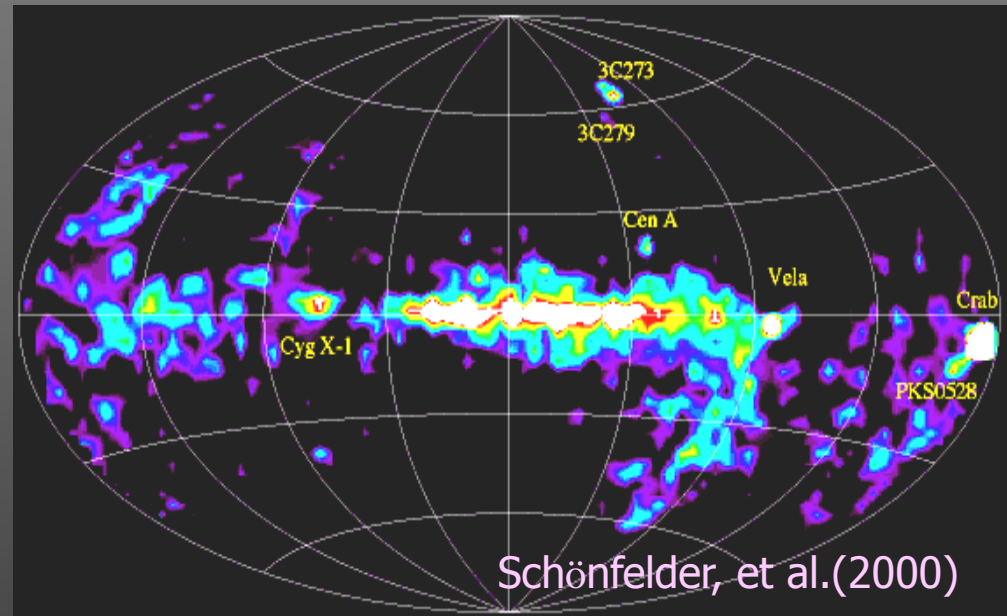 3C273
3C279
Cen A
Vela
Crab
Cyg X-1
PKS0528
Schönfelder, et al.(2000)